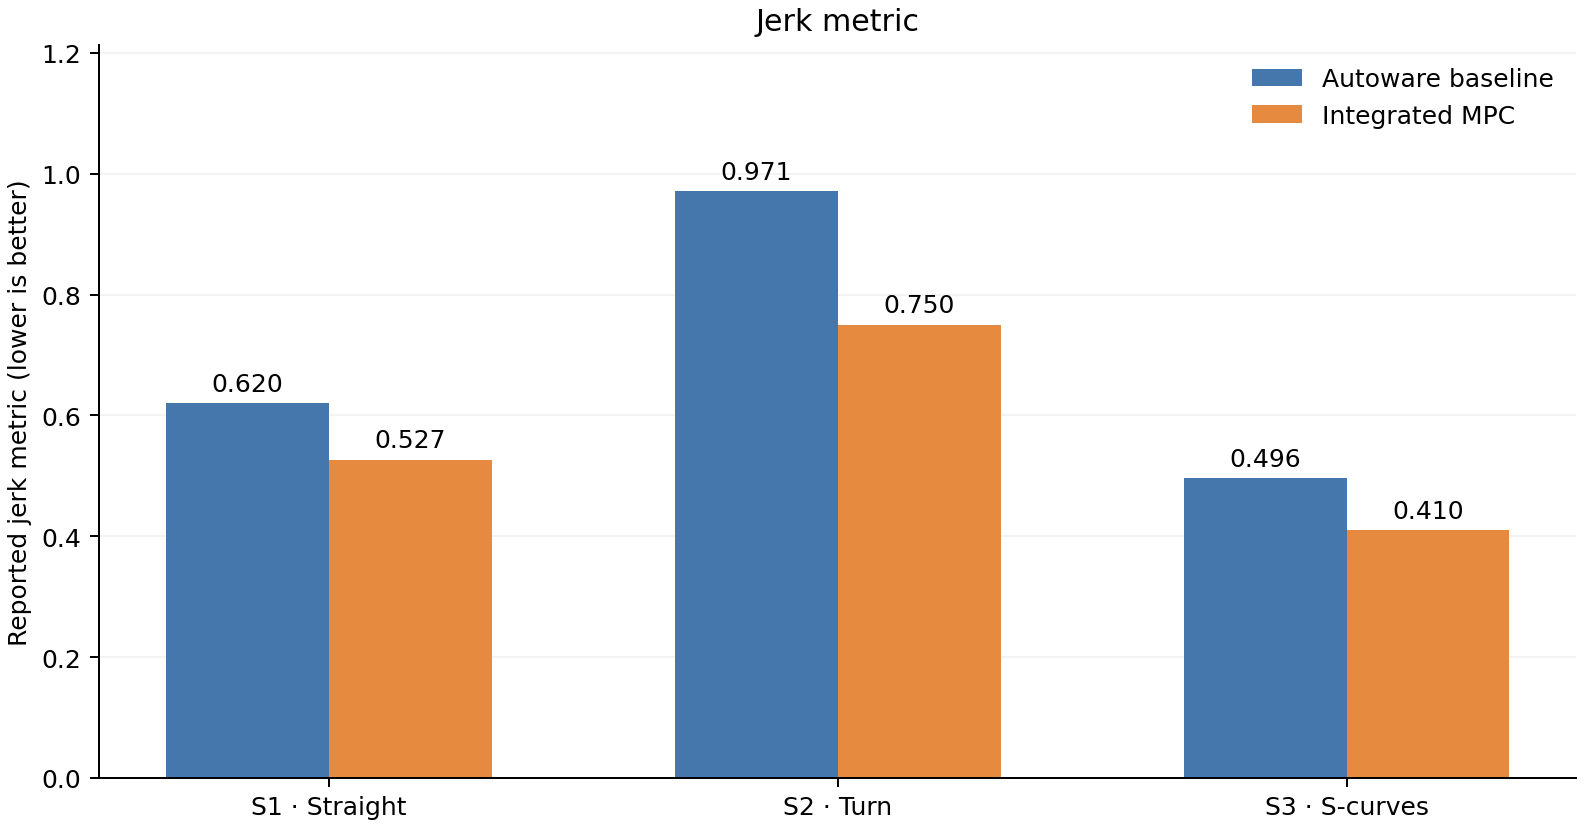 Jerk metric
Reported jerk metric (lower is better)
1.2
1.0
0.8
0.6
0.4
0.2
0.0
Autoware baseline
Integrated MPC
0.620
0.527
0.971
0.750
0.496
0.410
S1 · Straight
S2 · Turn
S3 · S-curves